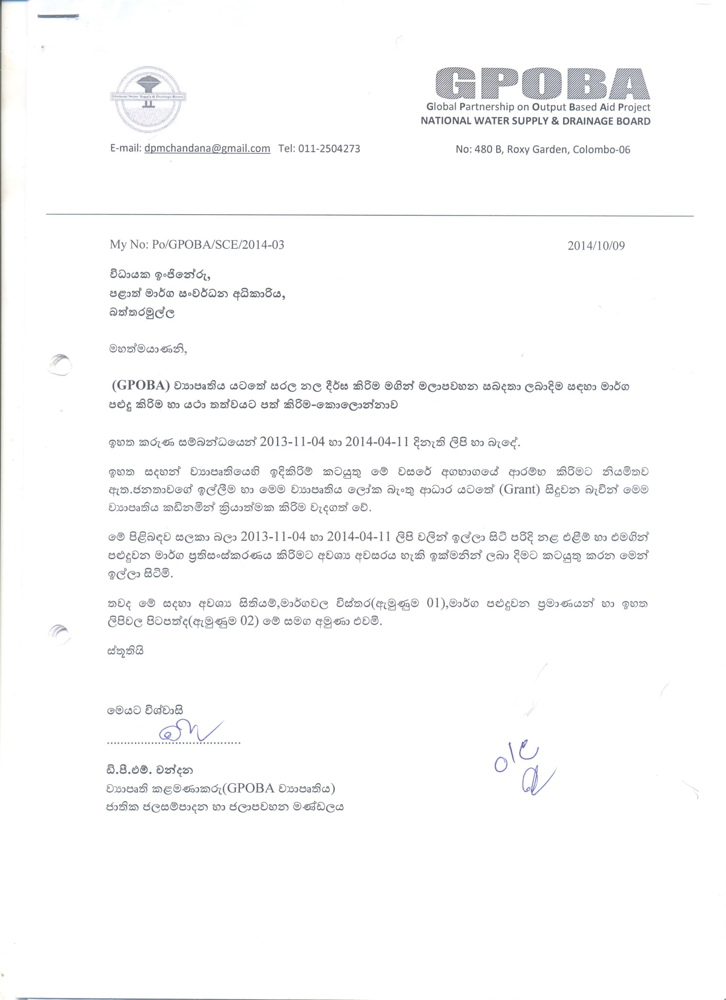 National Water Supply & Drainage Board
GPOBA
Global Partnership on Output Based Aid Project
NATIONAL WATER SUPPLY & DRAINAGE BOARD
E-mail: dpmchandana@gmail.com Tel: 011-2504273
No: 480 B, Roxy Garden, Colombo-06
My No: Po/GPOBA/SCE/2014-03
2014/10/09
විධායක ඉංජිනේරු,
පළාත් මාර්ග සංවර්ධන අධිකාරිය,
බත්තරමුල්ල
මහත්මයාණනි,
(GPOBA) ව්‍යාපෘතිය යටතේ සරල නල දීර්ඝ කිරිම මගින් මලාපවහන සබදතා ලබාදිම සඳහා මාර්ග
පළුදු කිරිම හා යථා තත්වයට පත් කිරිම-කොලොන්නාව
ඉහත කරුණ සම්බන්ධයෙන් 2013-11-04 හා 2014-04-11 දිනැති ලිපි හා බැදේ.
ඉහත සදහන් ව්‍යාපෘතියෙහි ඉදිකිරිම් කටයුතු මේ වසරේ අගභාගයේ ආරම්භ කිරිමට නියමිතව
ඇත.ජනතාවගේ ඉල්ලීම හා මෙම ව්‍යාපෘතිය ලෝක බැංතු ආධාර යටතේ (Grant) සිදුවන බැවින් මෙම
ව්‍යාපෘතිය කඩිනමින් ක්‍රියාත්මක කිරිම වැදගත් වේ.
මේ පිළිබඳව සලකා බලා 2013-11-04 හා 2014-04-11 ලිපි වලින් ඉල්ලා සිටි පරිදි නළ එළීම් හා එමගින්
පළුදුවන මාර්ග ප්‍රතිසංස්කරණය කිරිමට අවශ්‍ය අවසරය හැකි ඉක්මනින් ලබා දිමට කටයුතු කරන මෙන්
ඉල්ලා සිටිමි.
තවද මේ සදහා අවශ්‍ය සිතියම්,මාර්ගවල විස්තර(ඇමුණුම 01),මාර්ග පළුදුවන ප්‍රමාණයන් හා ඉහත
ලිපිවල පිටපත්ද(ඇමුණුම 02) මේ සමග අමුණා එවමි.
ස්තූතියි
මෙයට විශ්වාසි
........................................
ඩි.පී.එම්. චන්දන
ව්‍යාපෘති කළමණාකරු(GPOBA ව්‍යාපෘතිය)
ජාතික ජලසම්පාදන හා ජලාපවහන මණ්ඩලය